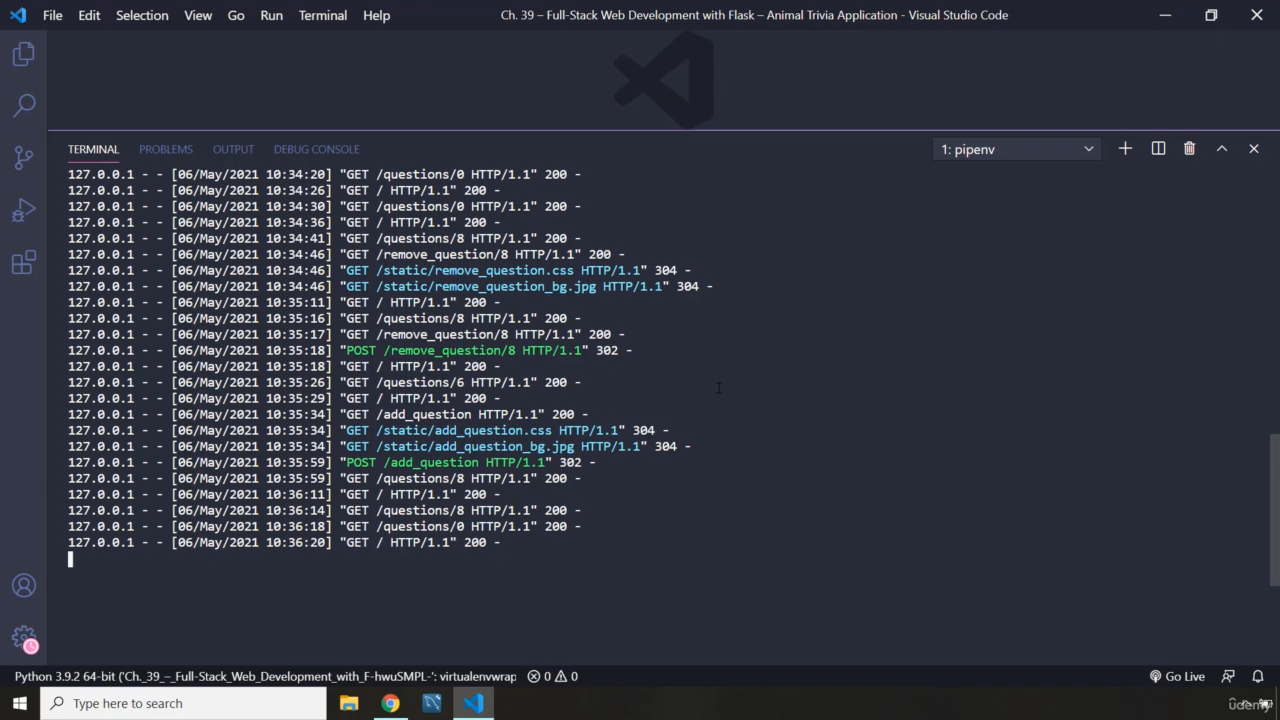 File Edit Selection View Go Run Terminal Help Ch. 39 – Full-Stack Web Development with Flask – Animal Trivia Application - Visual Studio Code
TERMINAL PROBLEMS OUTPUT DEBUG CONSOLE 1: pipenv
127.0.0.1 - - [06/May/2021 10:34:20] "GET /questions/0 HTTP/1.1" 200 -
127.0.0.1 - - [06/May/2021 10:34:26] "GET / HTTP/1.1" 200 -
127.0.0.1 - - [06/May/2021 10:34:30] "GET /questions/0 HTTP/1.1" 200 -
127.0.0.1 - - [06/May/2021 10:34:36] "GET / HTTP/1.1" 200 -
127.0.0.1 - - [06/May/2021 10:34:41] "GET /questions/8 HTTP/1.1" 200 -
127.0.0.1 - - [06/May/2021 10:34:46] "GET /remove_question/8 HTTP/1.1" 200 -
127.0.0.1 - - [06/May/2021 10:34:46] "GET /static/remove_question.css HTTP/1.1" 304 -
127.0.0.1 - - [06/May/2021 10:34:46] "GET /static/remove_question_bg.jpg HTTP/1.1" 304 -
127.0.0.1 - - [06/May/2021 10:35:11] "GET / HTTP/1.1" 200 -
127.0.0.1 - - [06/May/2021 10:35:16] "GET /questions/8 HTTP/1.1" 200 -
127.0.0.1 - - [06/May/2021 10:35:17] "GET /remove_question/8 HTTP/1.1" 200 -
127.0.0.1 - - [06/May/2021 10:35:18] "POST /remove_question/8 HTTP/1.1" 302 -
127.0.0.1 - - [06/May/2021 10:35:18] "GET / HTTP/1.1" 200 -
127.0.0.1 - - [06/May/2021 10:35:26] "GET /questions/6 HTTP/1.1" 200 -
127.0.0.1 - - [06/May/2021 10:35:29] "GET / HTTP/1.1" 200 -
127.0.0.1 - - [06/May/2021 10:35:34] "GET /add_question HTTP/1.1" 200 -
127.0.0.1 - - [06/May/2021 10:35:34] "GET /static/add_question.css HTTP/1.1" 304 -
127.0.0.1 - - [06/May/2021 10:35:34] "GET /static/add_question_bg.jpg HTTP/1.1" 304 -
127.0.0.1 - - [06/May/2021 10:35:59] "POST /add_question HTTP/1.1" 302 -
127.0.0.1 - - [06/May/2021 10:35:59] "GET /questions/8 HTTP/1.1" 200 -
127.0.0.1 - - [06/May/2021 10:36:11] "GET / HTTP/1.1" 200 -
127.0.0.1 - - [06/May/2021 10:36:14] "GET /questions/8 HTTP/1.1" 200 -
127.0.0.1 - - [06/May/2021 10:36:18] "GET /questions/0 HTTP/1.1" 200 -
127.0.0.1 - - [06/May/2021 10:36:20] "GET / HTTP/1.1" 200 -
Python 3.9.2 64-bit ('Ch._39_–_Full-Stack_Web_Development_with_F-hwuSMPL-': virtualenvwrap 0 0 Go Live
Type here to search udemy